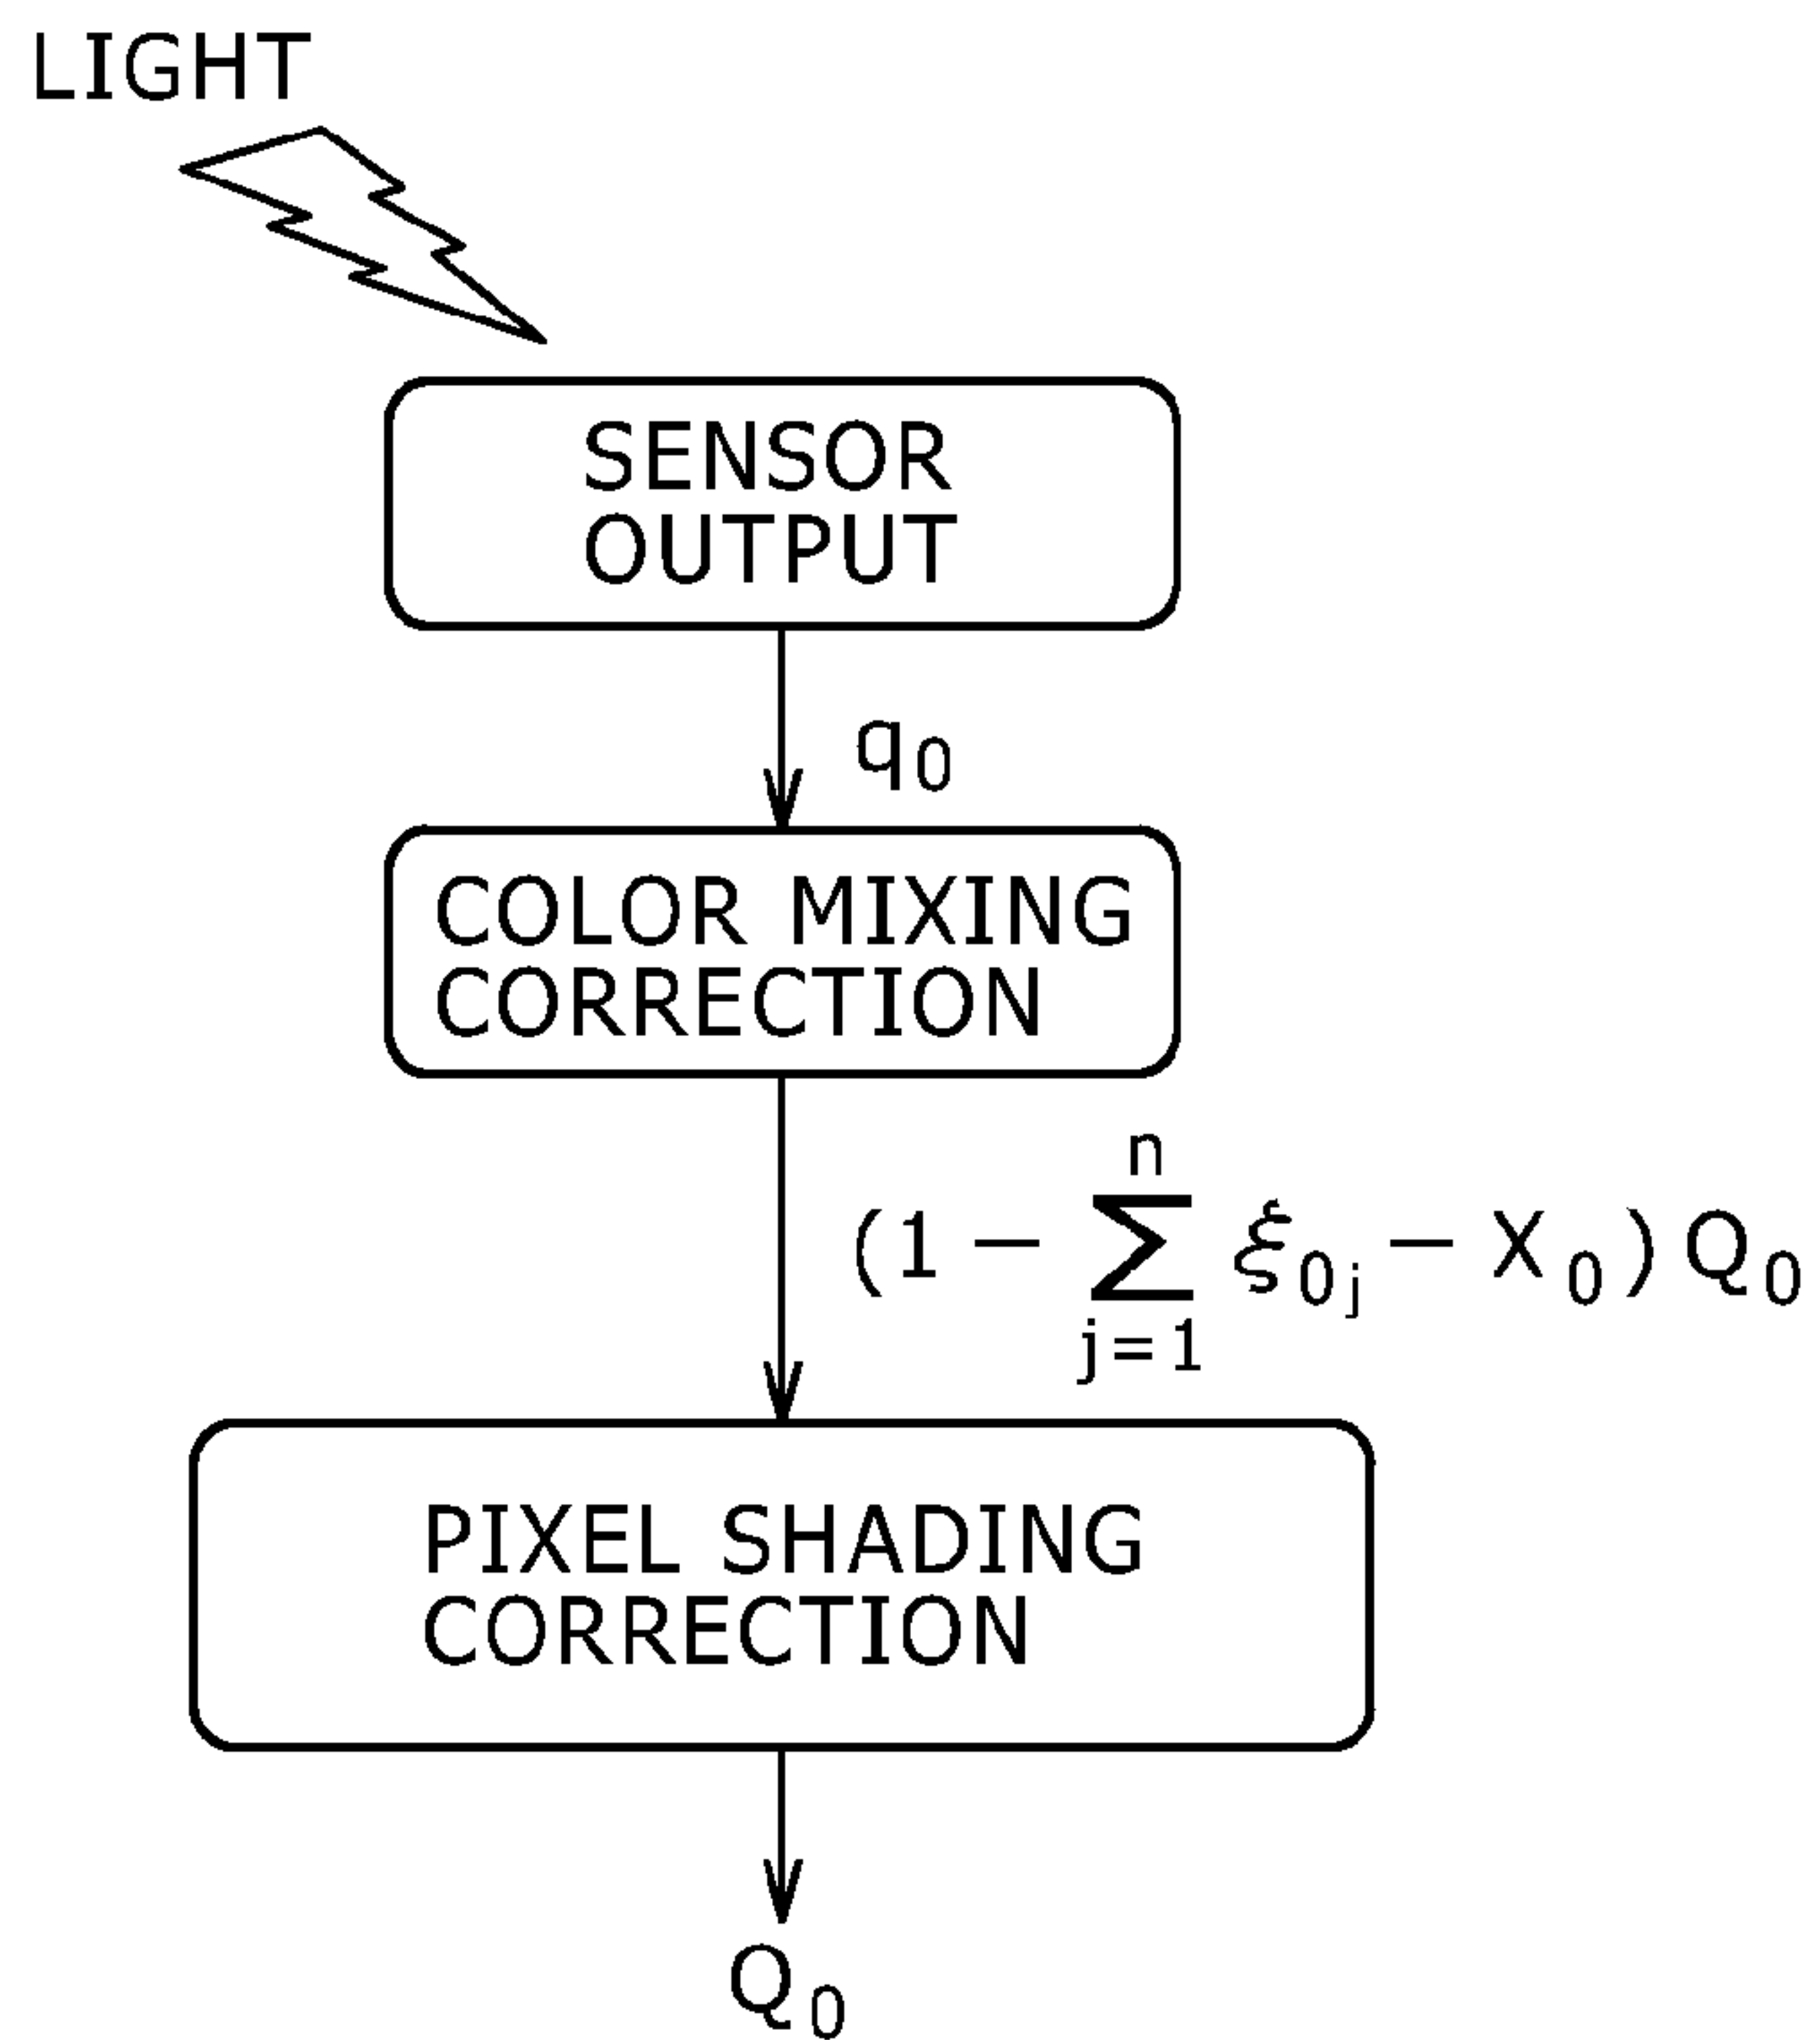 LIGHT
SENSOR
OUTPUT
q₀
COLOR MIXING
CORRECTION
n
(1 − ∑ ξ₀ⱼ − X₀) Q₀
j=1
PIXEL SHADING
CORRECTION
Q₀